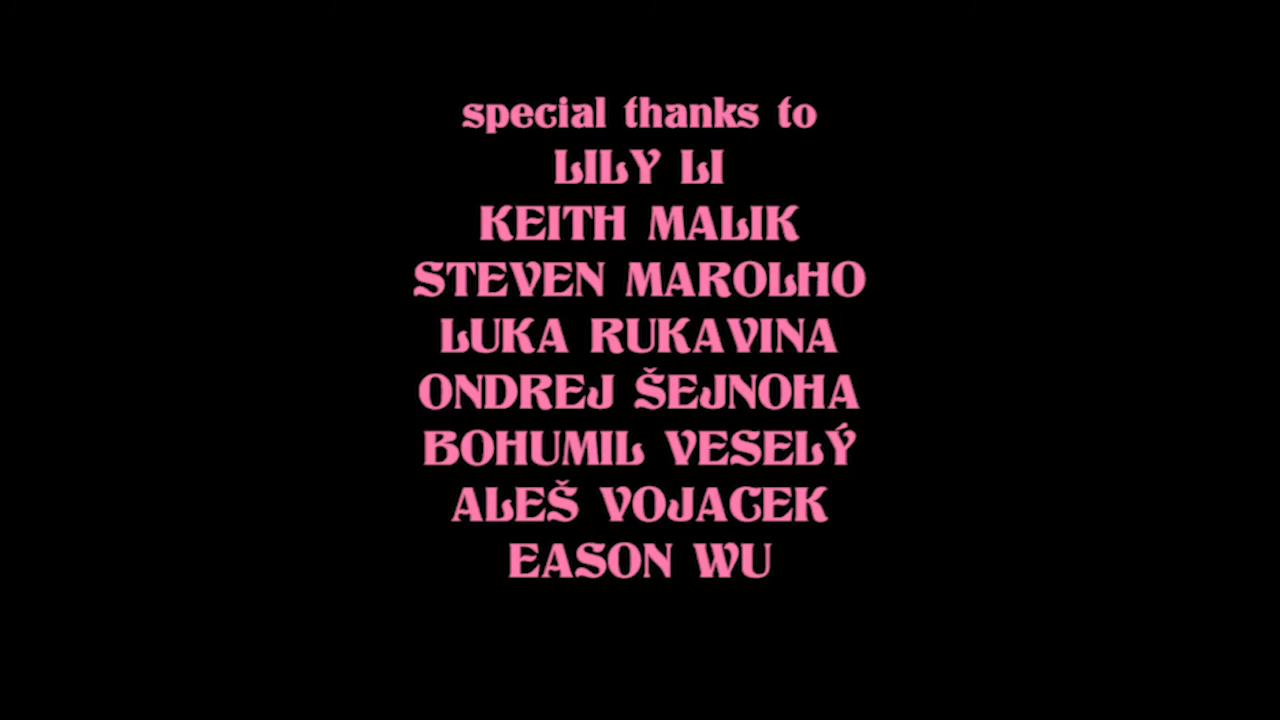 special thanks to
LILY LI
KEITH MALIK
STEVEN MAROLHO
LUKA RUKAVINA
ONDREJ ŠEJNOHA
BOHUMIL VESELÝ
ALEŠ VOJACEK
EASON WU